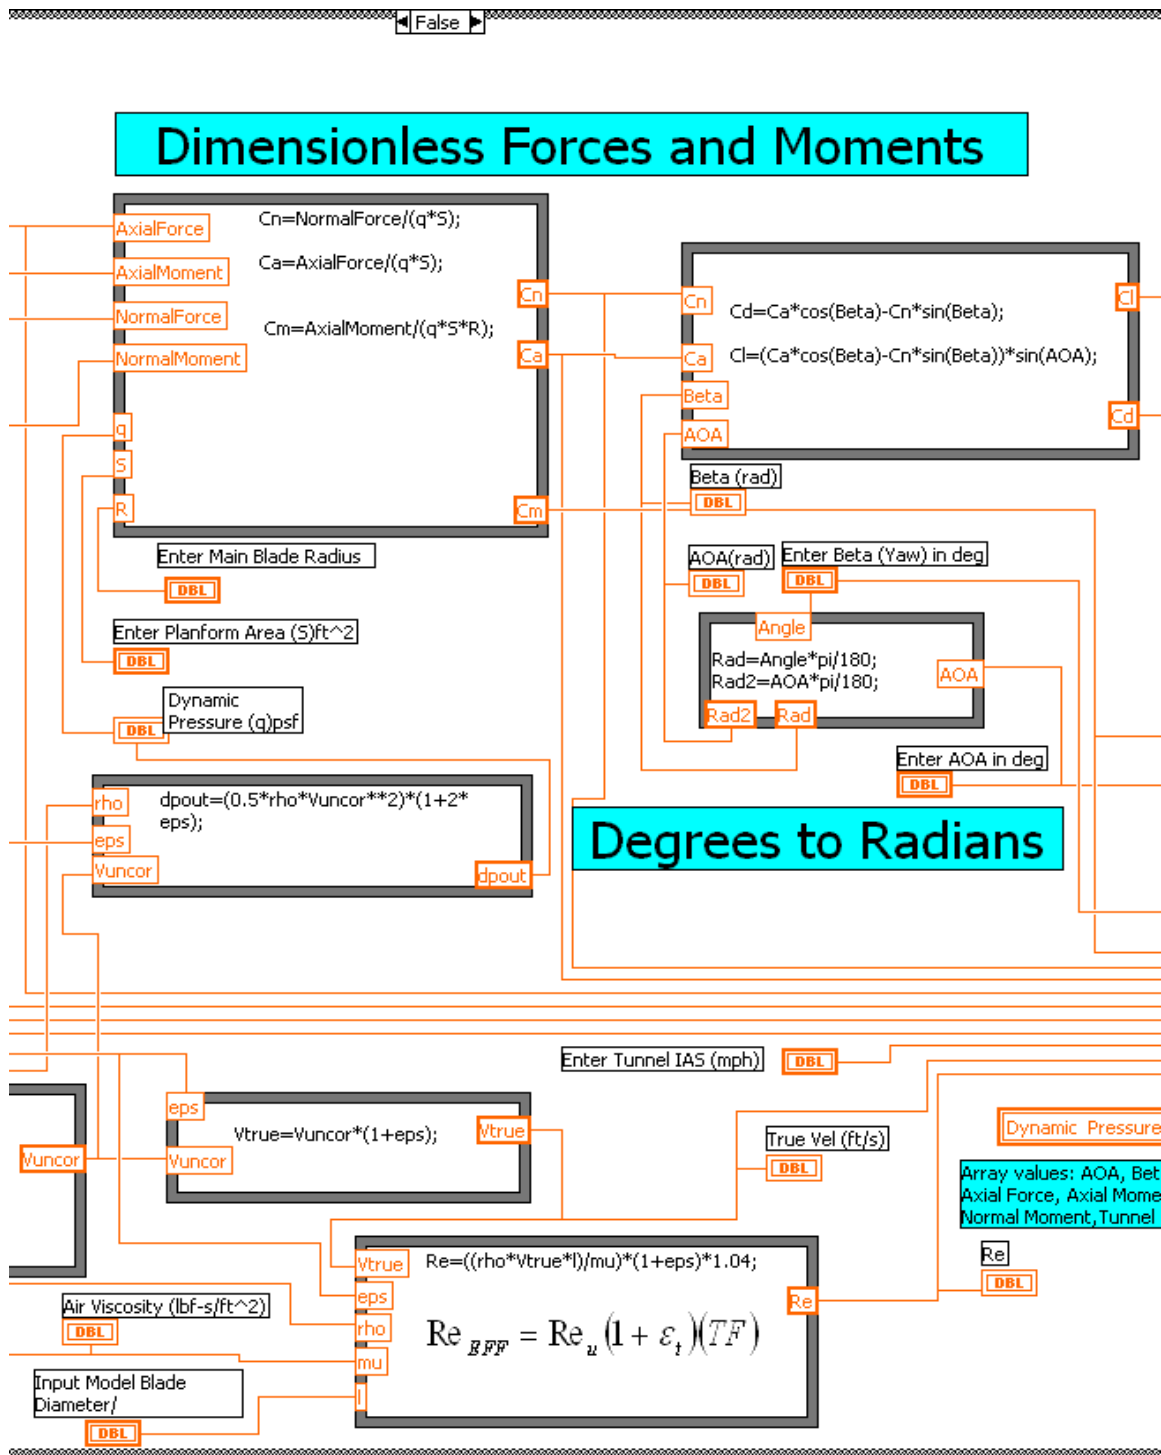 False
Dimensionless Forces and Moments
AxialForce
AxialMoment
NormalForce
NormalMoment
q
S
R
Cn=NormalForce/(q*S);
Ca=AxialForce/(q*S);
Cm=AxialMoment/(q*S*R);
Cn
Ca
Cm
Cn
Ca
Beta
AOA
Cd=Ca*cos(Beta)-Cn*sin(Beta);
Cl=(Ca*cos(Beta)-Cn*sin(Beta))*sin(AOA);
Cl
Cd
Beta (rad)
DBL
Enter Main Blade Radius
DBL
AOA(rad)
DBL
Enter Beta (Yaw) in deg
DBL
Enter Planform Area (S)ft^2
DBL
Angle
Rad=Angle*pi/180;
Rad2=AOA*pi/180;
AOA
Rad2
Rad
Dynamic
Pressure (q)psf
DBL
Enter AOA in deg
DBL
rho
eps
Vuncor
dpout=(0.5*rho*Vuncor**2)*(1+2*
eps);
dpout
Degrees to Radians
Enter Tunnel IAS (mph)
DBL
Vuncor
eps
Vuncor
Vtrue=Vuncor*(1+eps);
Vtrue
True Vel (ft/s)
DBL
Dynamic Pressure
Array values: AOA, Bet
Axial Force, Axial Mome
Normal Moment,Tunnel
Vtrue
eps
rho
mu
l
Re=((rho*Vtrue*l)/mu)*(1+eps)*1.04;
Re EFF = Re u (1 + ε t)(TF)
Re
Re
DBL
Air Viscosity (lbf-s/ft^2)
DBL
Input Model Blade
Diameter/
DBL